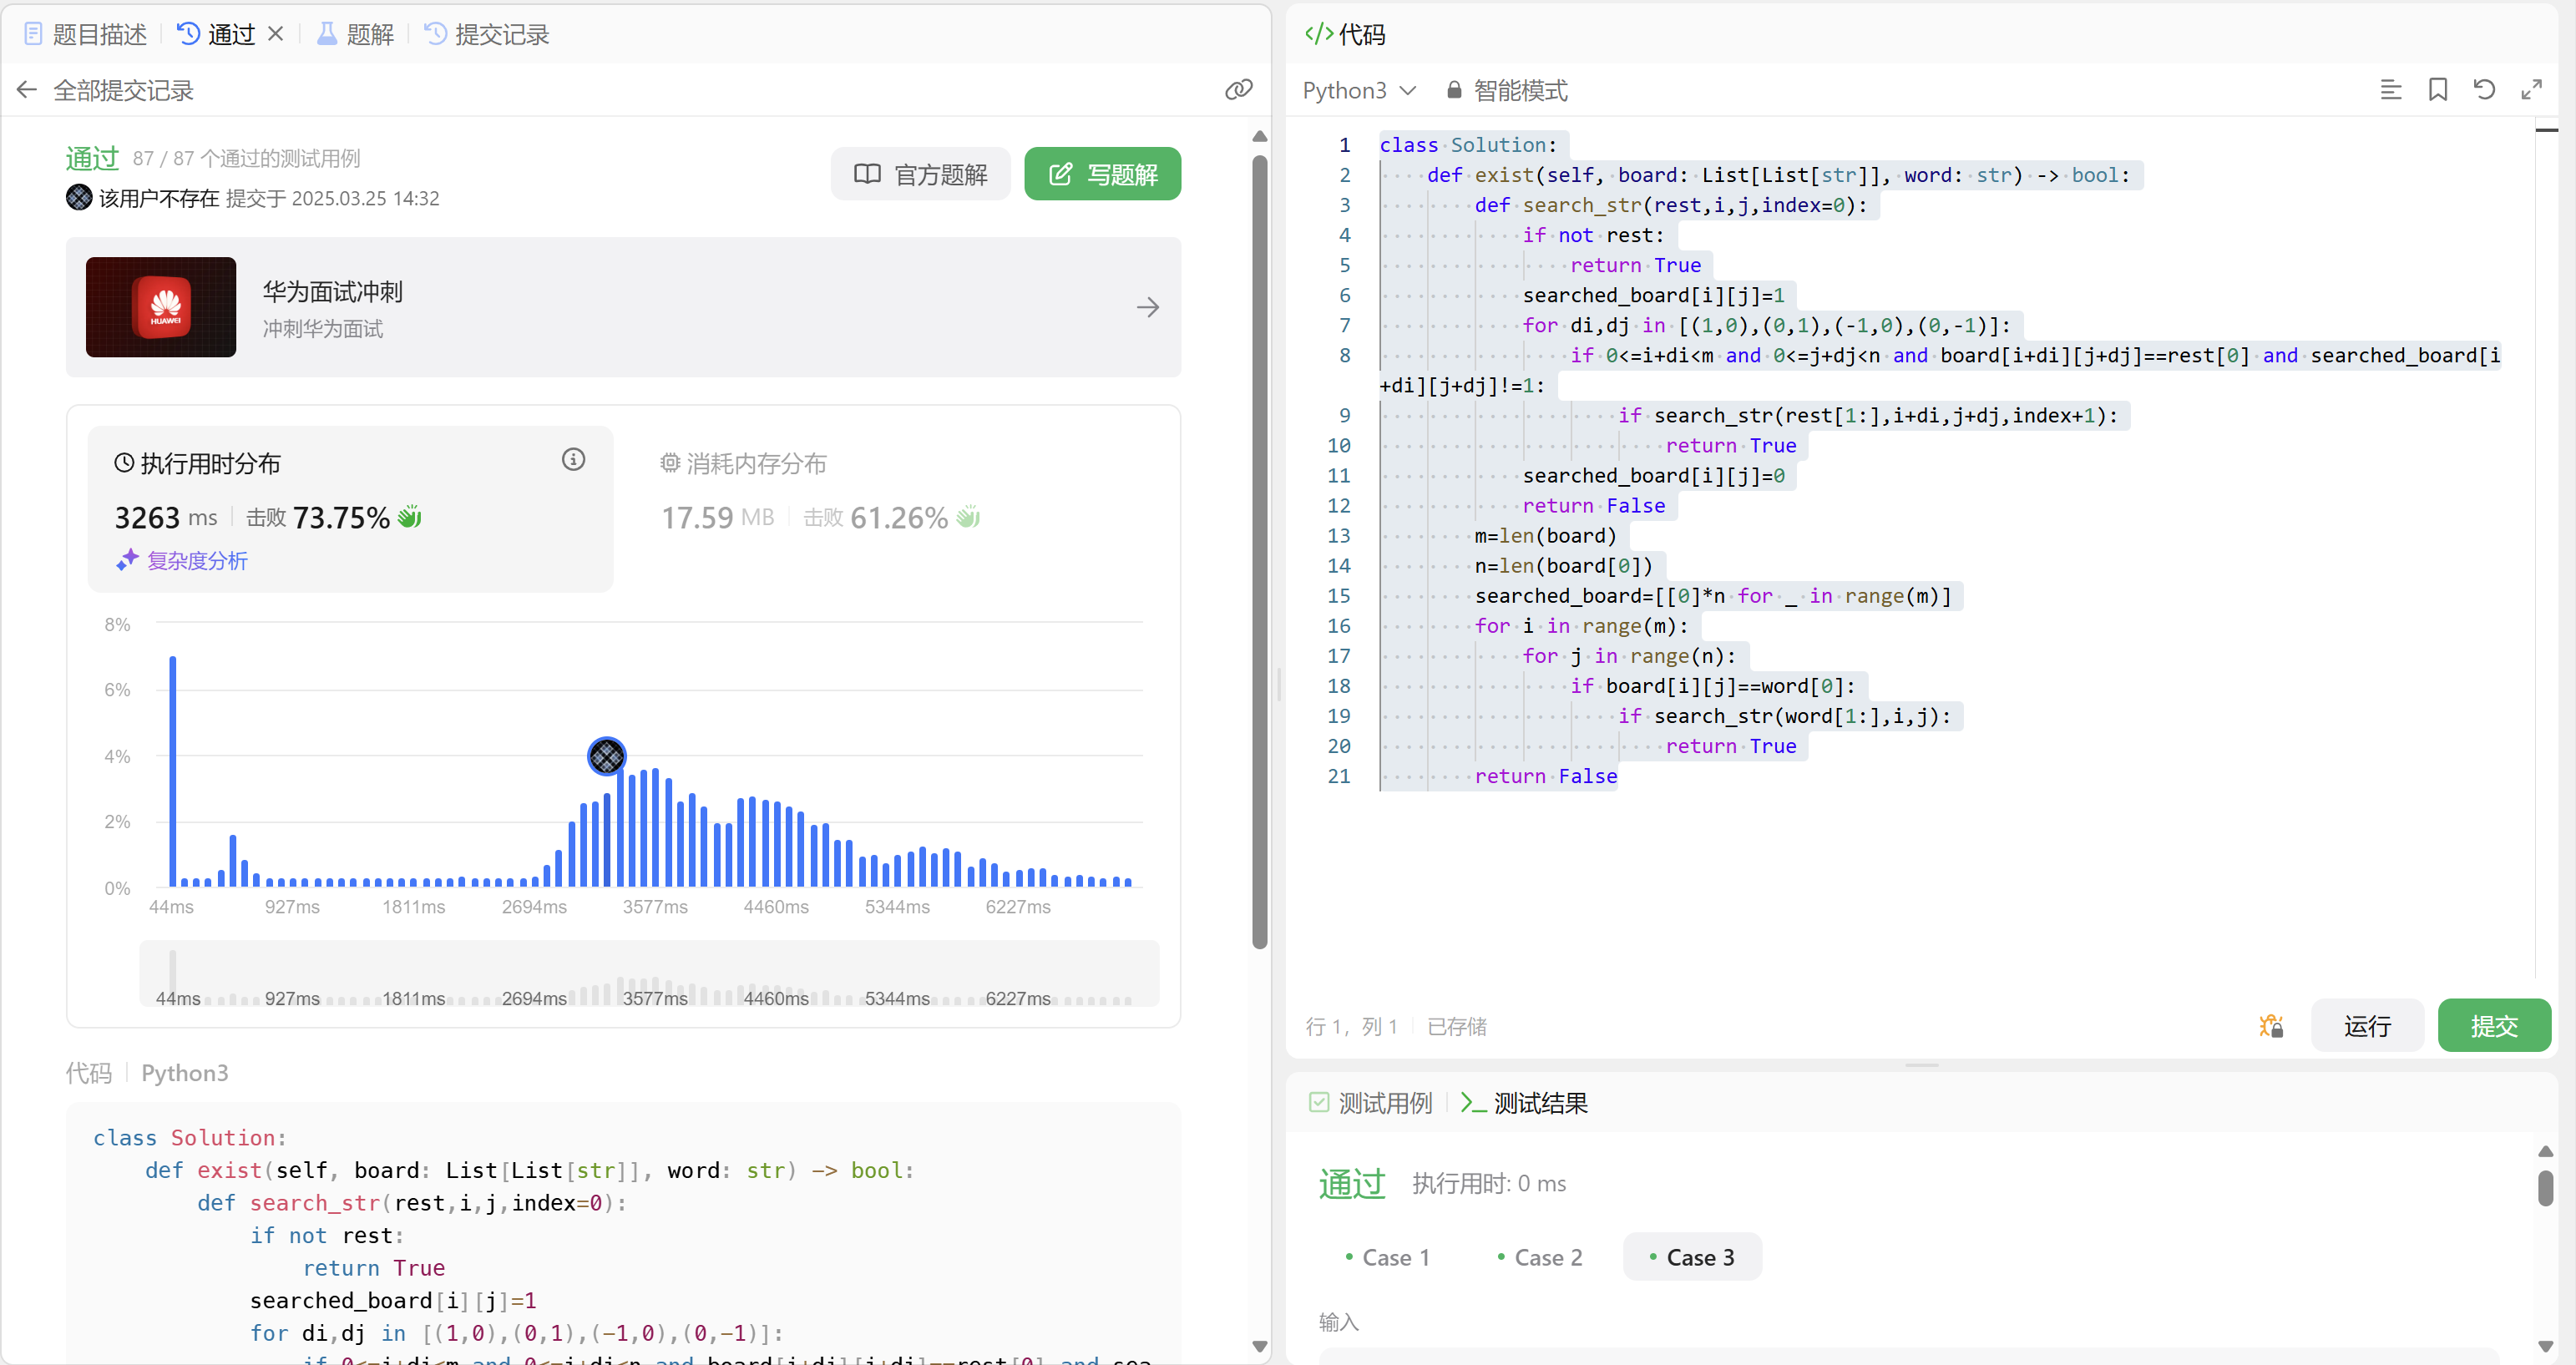 题目描述
通过
题解
提交记录
全部提交记录
通过 87 / 87 个通过的测试用例
官方题解
写题解
该用户不存在 提交于 2025.03.25 14:32
HUAWEI
华为面试冲刺
冲刺华为面试
执行用时分布
3263 ms 击败 73.75%
复杂度分析
消耗内存分布
17.59 MB 击败 61.26%
8%
6%
4%
2%
0%
44ms 927ms 1811ms 2694ms 3577ms 4460ms 5344ms 6227ms
44ms 927ms 1811ms 2694ms 3577ms 4460ms 5344ms 6227ms
代码 Python3
class Solution:
    def exist(self, board: List[List[str]], word: str) -> bool:
        def search_str(rest,i,j,index=0):
            if not rest:
                return True
            searched_board[i][j]=1
            for di,dj in [(1,0),(0,1),(-1,0),(0,-1)]:
                if 0<=i+di<m and 0<=j+dj<n and board[i+di][j+dj]==rest[0] and sea
</> 代码
Python3 智能模式
1 class Solution:
2     def exist(self, board: List[List[str]], word: str) -> bool:
3         def search_str(rest,i,j,index=0):
4             if not rest:
5                 return True
6             searched_board[i][j]=1
7             for di,dj in [(1,0),(0,1),(-1,0),(0,-1)]:
8                 if 0<=i+di<m and 0<=j+dj<n and board[i+di][j+dj]==rest[0] and searched_board[i
+di][j+dj]!=1:
9                     if search_str(rest[1:],i+di,j+dj,index+1):
10                         return True
11             searched_board[i][j]=0
12             return False
13         m=len(board)
14         n=len(board[0])
15         searched_board=[[0]*n for _ in range(m)]
16         for i in range(m):
17             for j in range(n):
18                 if board[i][j]==word[0]:
19                     if search_str(word[1:],i,j):
20                         return True
21         return False
行 1, 列 1 已存储
运行
提交
测试用例
测试结果
通过 执行用时: 0 ms
Case 1
Case 2
Case 3
输入